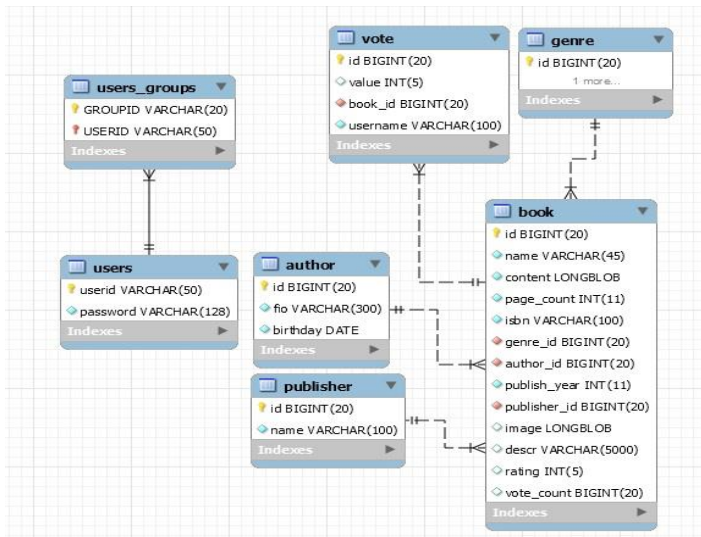 vote
id BIGINT(20)
value INT(5)
book_id BIGINT(20)
username VARCHAR(100)
Indexes
genre
id BIGINT(20)
1 more...
Indexes
users_groups
GROUPID VARCHAR(20)
USERID VARCHAR(50)
Indexes
users
userid VARCHAR(50)
password VARCHAR(128)
Indexes
author
id BIGINT(20)
fio VARCHAR(300)
birthday DATE
Indexes
publisher
id BIGINT(20)
name VARCHAR(100)
Indexes
book
id BIGINT(20)
name VARCHAR(45)
content LONGBLOB
page_count INT(11)
isbn VARCHAR(100)
genre_id BIGINT(20)
author_id BIGINT(20)
publish_year INT(11)
publisher_id BIGINT(20)
image LONGBLOB
descr VARCHAR(5000)
rating INT(5)
vote_count BIGINT(20)
Indexes